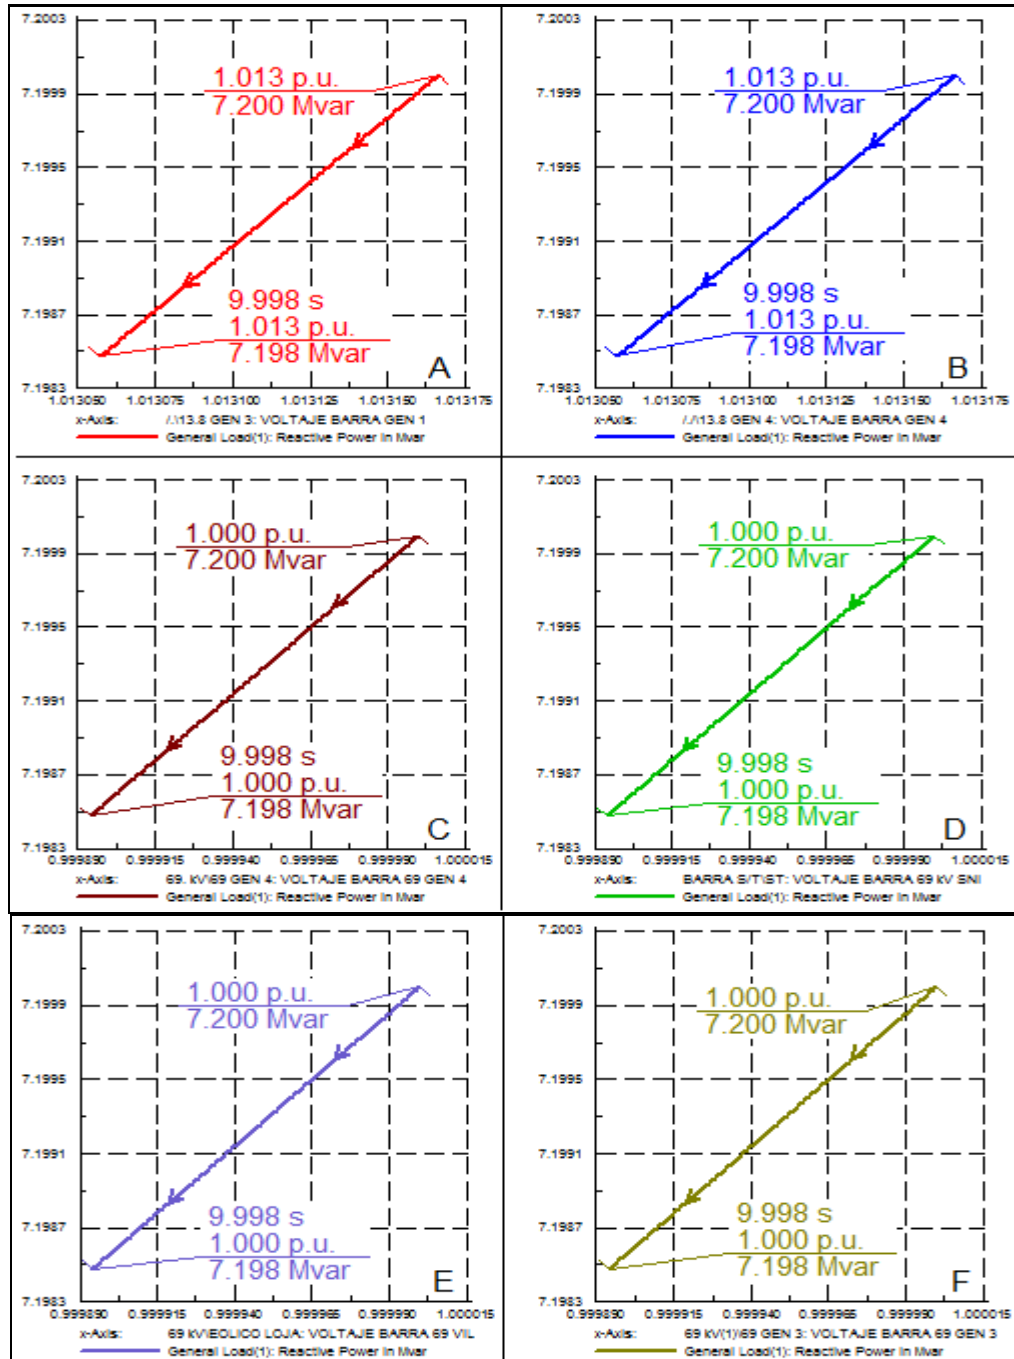 7.2003
7.1999
7.1995
7.1991
7.1987
7.1983
1.013 p.u.
7.200 Mvar
9.998 s
1.013 p.u.
7.198 Mvar
A
1.013050 1.013075 1.013100 1.013125 1.013150 1.013175
x-Axis: /./\13.8 GEN 3: VOLTAJE BARRA GEN 1
General Load(1): Reactive Power in Mvar
7.2003
7.1999
7.1995
7.1991
7.1987
7.1983
1.013 p.u.
7.200 Mvar
9.998 s
1.013 p.u.
7.198 Mvar
B
1.013050 1.013075 1.013100 1.013125 1.013150 1.013175
x-Axis: /./\13.8 GEN 4: VOLTAJE BARRA GEN 4
General Load(1): Reactive Power in Mvar
7.2003
7.1999
7.1995
7.1991
7.1987
7.1983
1.000 p.u.
7.200 Mvar
9.998 s
1.000 p.u.
7.198 Mvar
C
0.999890 0.999915 0.999940 0.999965 0.999990 1.000015
x-Axis: 69. kV\69 GEN 4: VOLTAJE BARRA 69 GEN 4
General Load(1): Reactive Power in Mvar
7.2003
7.1999
7.1995
7.1991
7.1987
7.1983
1.000 p.u.
7.200 Mvar
9.998 s
1.000 p.u.
7.198 Mvar
D
0.999890 0.999915 0.999940 0.999965 0.999990 1.000015
x-Axis: BARRA S/T\ST: VOLTAJE BARRA 69 kV SNI
General Load(1): Reactive Power in Mvar
7.2003
7.1999
7.1995
7.1991
7.1987
7.1983
1.000 p.u.
7.200 Mvar
9.998 s
1.000 p.u.
7.198 Mvar
E
0.999890 0.999915 0.999940 0.999965 0.999990 1.000015
x-Axis: 69 kV\EOLICO LOJA: VOLTAJE BARRA 69 VIL
General Load(1): Reactive Power in Mvar
7.2003
7.1999
7.1995
7.1991
7.1987
7.1983
1.000 p.u.
7.200 Mvar
9.998 s
1.000 p.u.
7.198 Mvar
F
0.999890 0.999915 0.999940 0.999965 0.999990 1.000015
x-Axis: 69 kV(1)\69 GEN 3: VOLTAJE BARRA 69 GEN 3
General Load(1): Reactive Power in Mvar